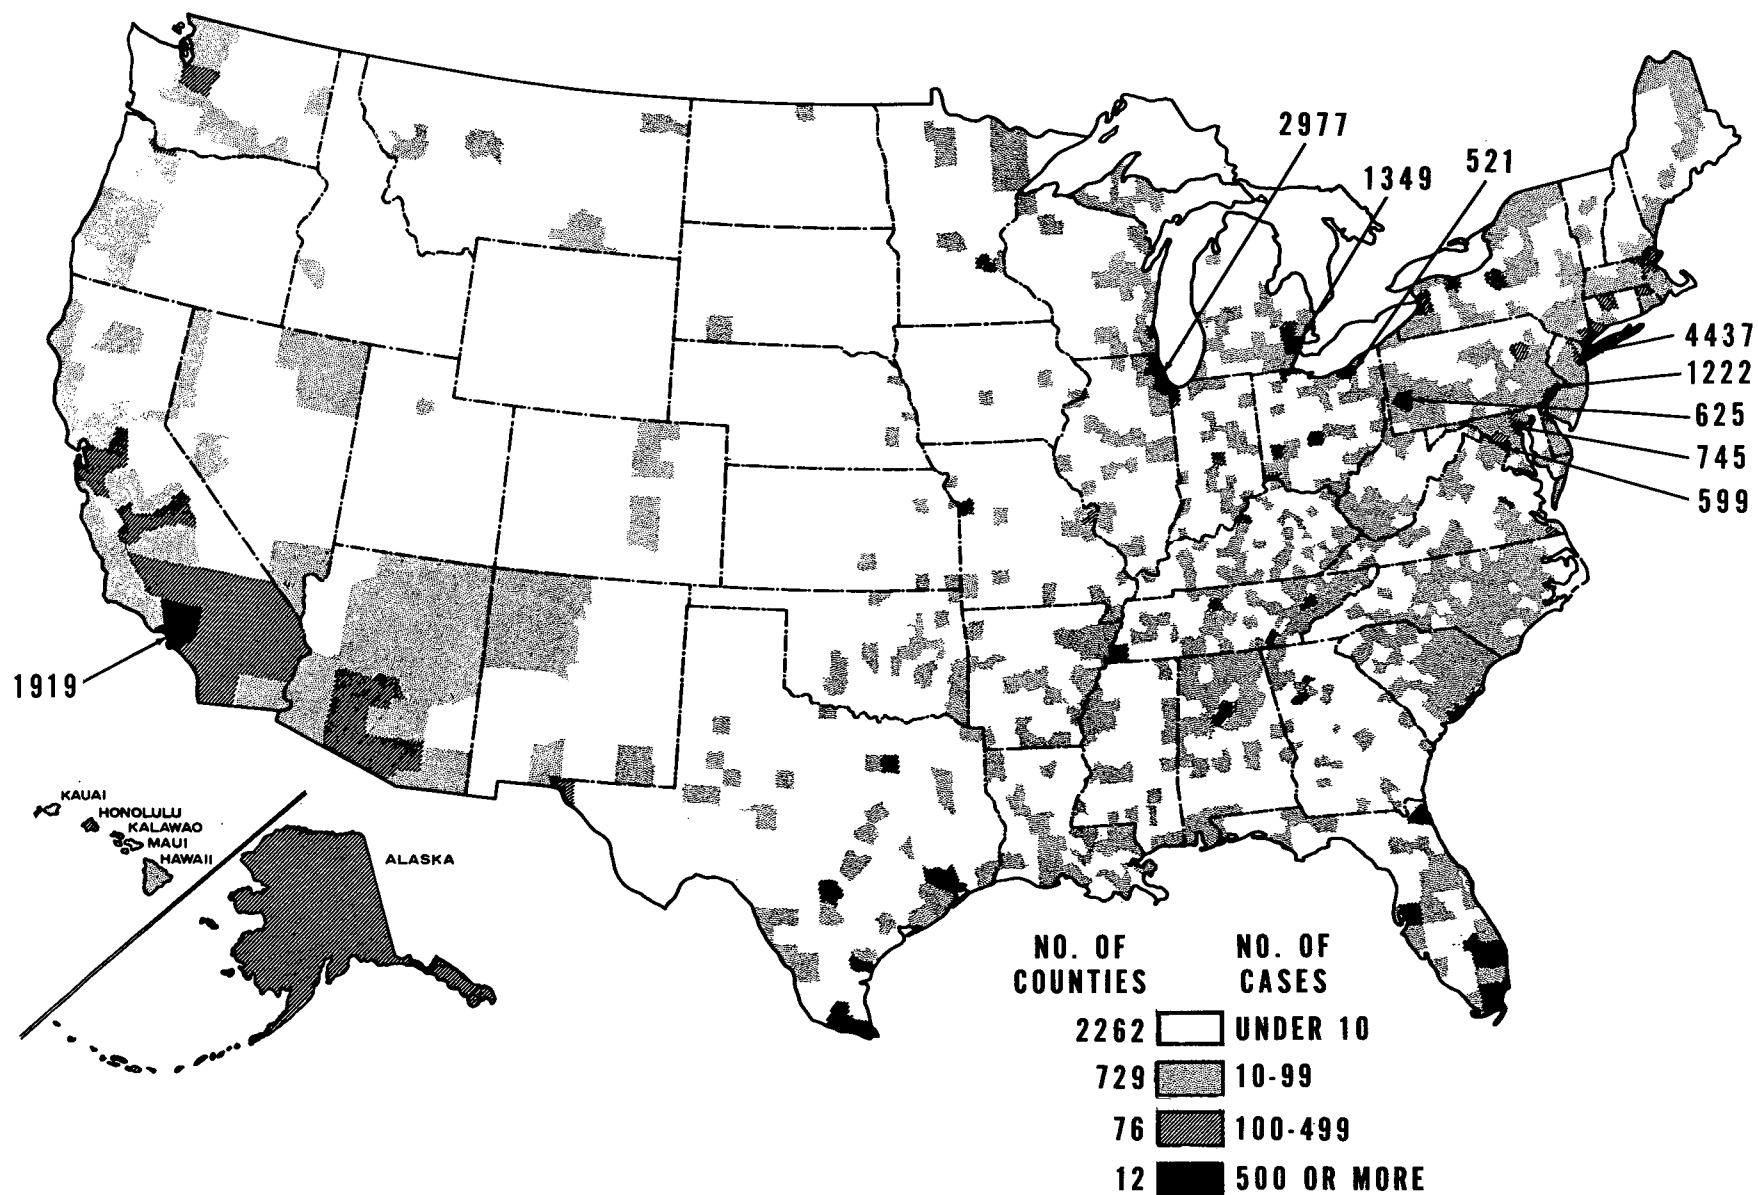 2977
1349
521
4437
1222
625
745
599
1919
KAUAI
HONOLULU
KALAWAO
MAUI
HAWAII
ALASKA
NO. OF COUNTIES
NO. OF CASES
2262 UNDER 10
729 10-99
76 100-499
12 500 OR MORE